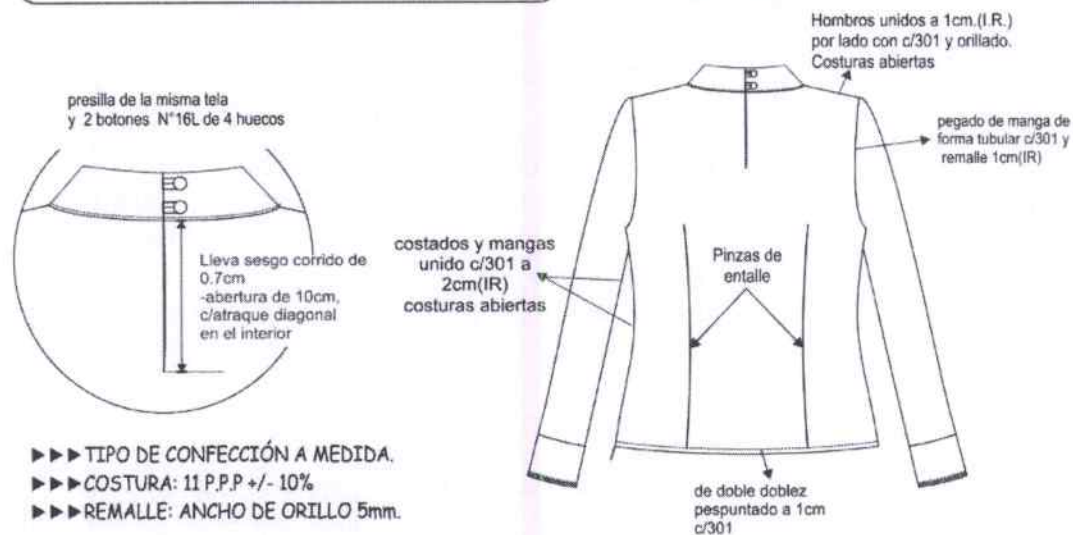 Hombros unidos a 1cm.(I.R.)
por lado con c/301 y orillado.
Costuras abiertas
presilla de la misma tela
y 2 botones N°16L de 4 huecos
pegado de manga de
forma tubular c/301 y
remalle 1cm(IR)
Lleva sesgo corrido de
0.7cm
-abertura de 10cm,
c/atraque diagonal
en el interior
costados y mangas
unido c/301 a
2cm(IR)
costuras abiertas
Pinzas de
entalle
▶▶▶TIPO DE CONFECCIÓN A MEDIDA.
▶▶▶COSTURA: 11 P.P.P +/- 10%
▶▶▶REMALLE: ANCHO DE ORILLO 5mm.
de doble doblez
pespuntado a 1cm
c/301